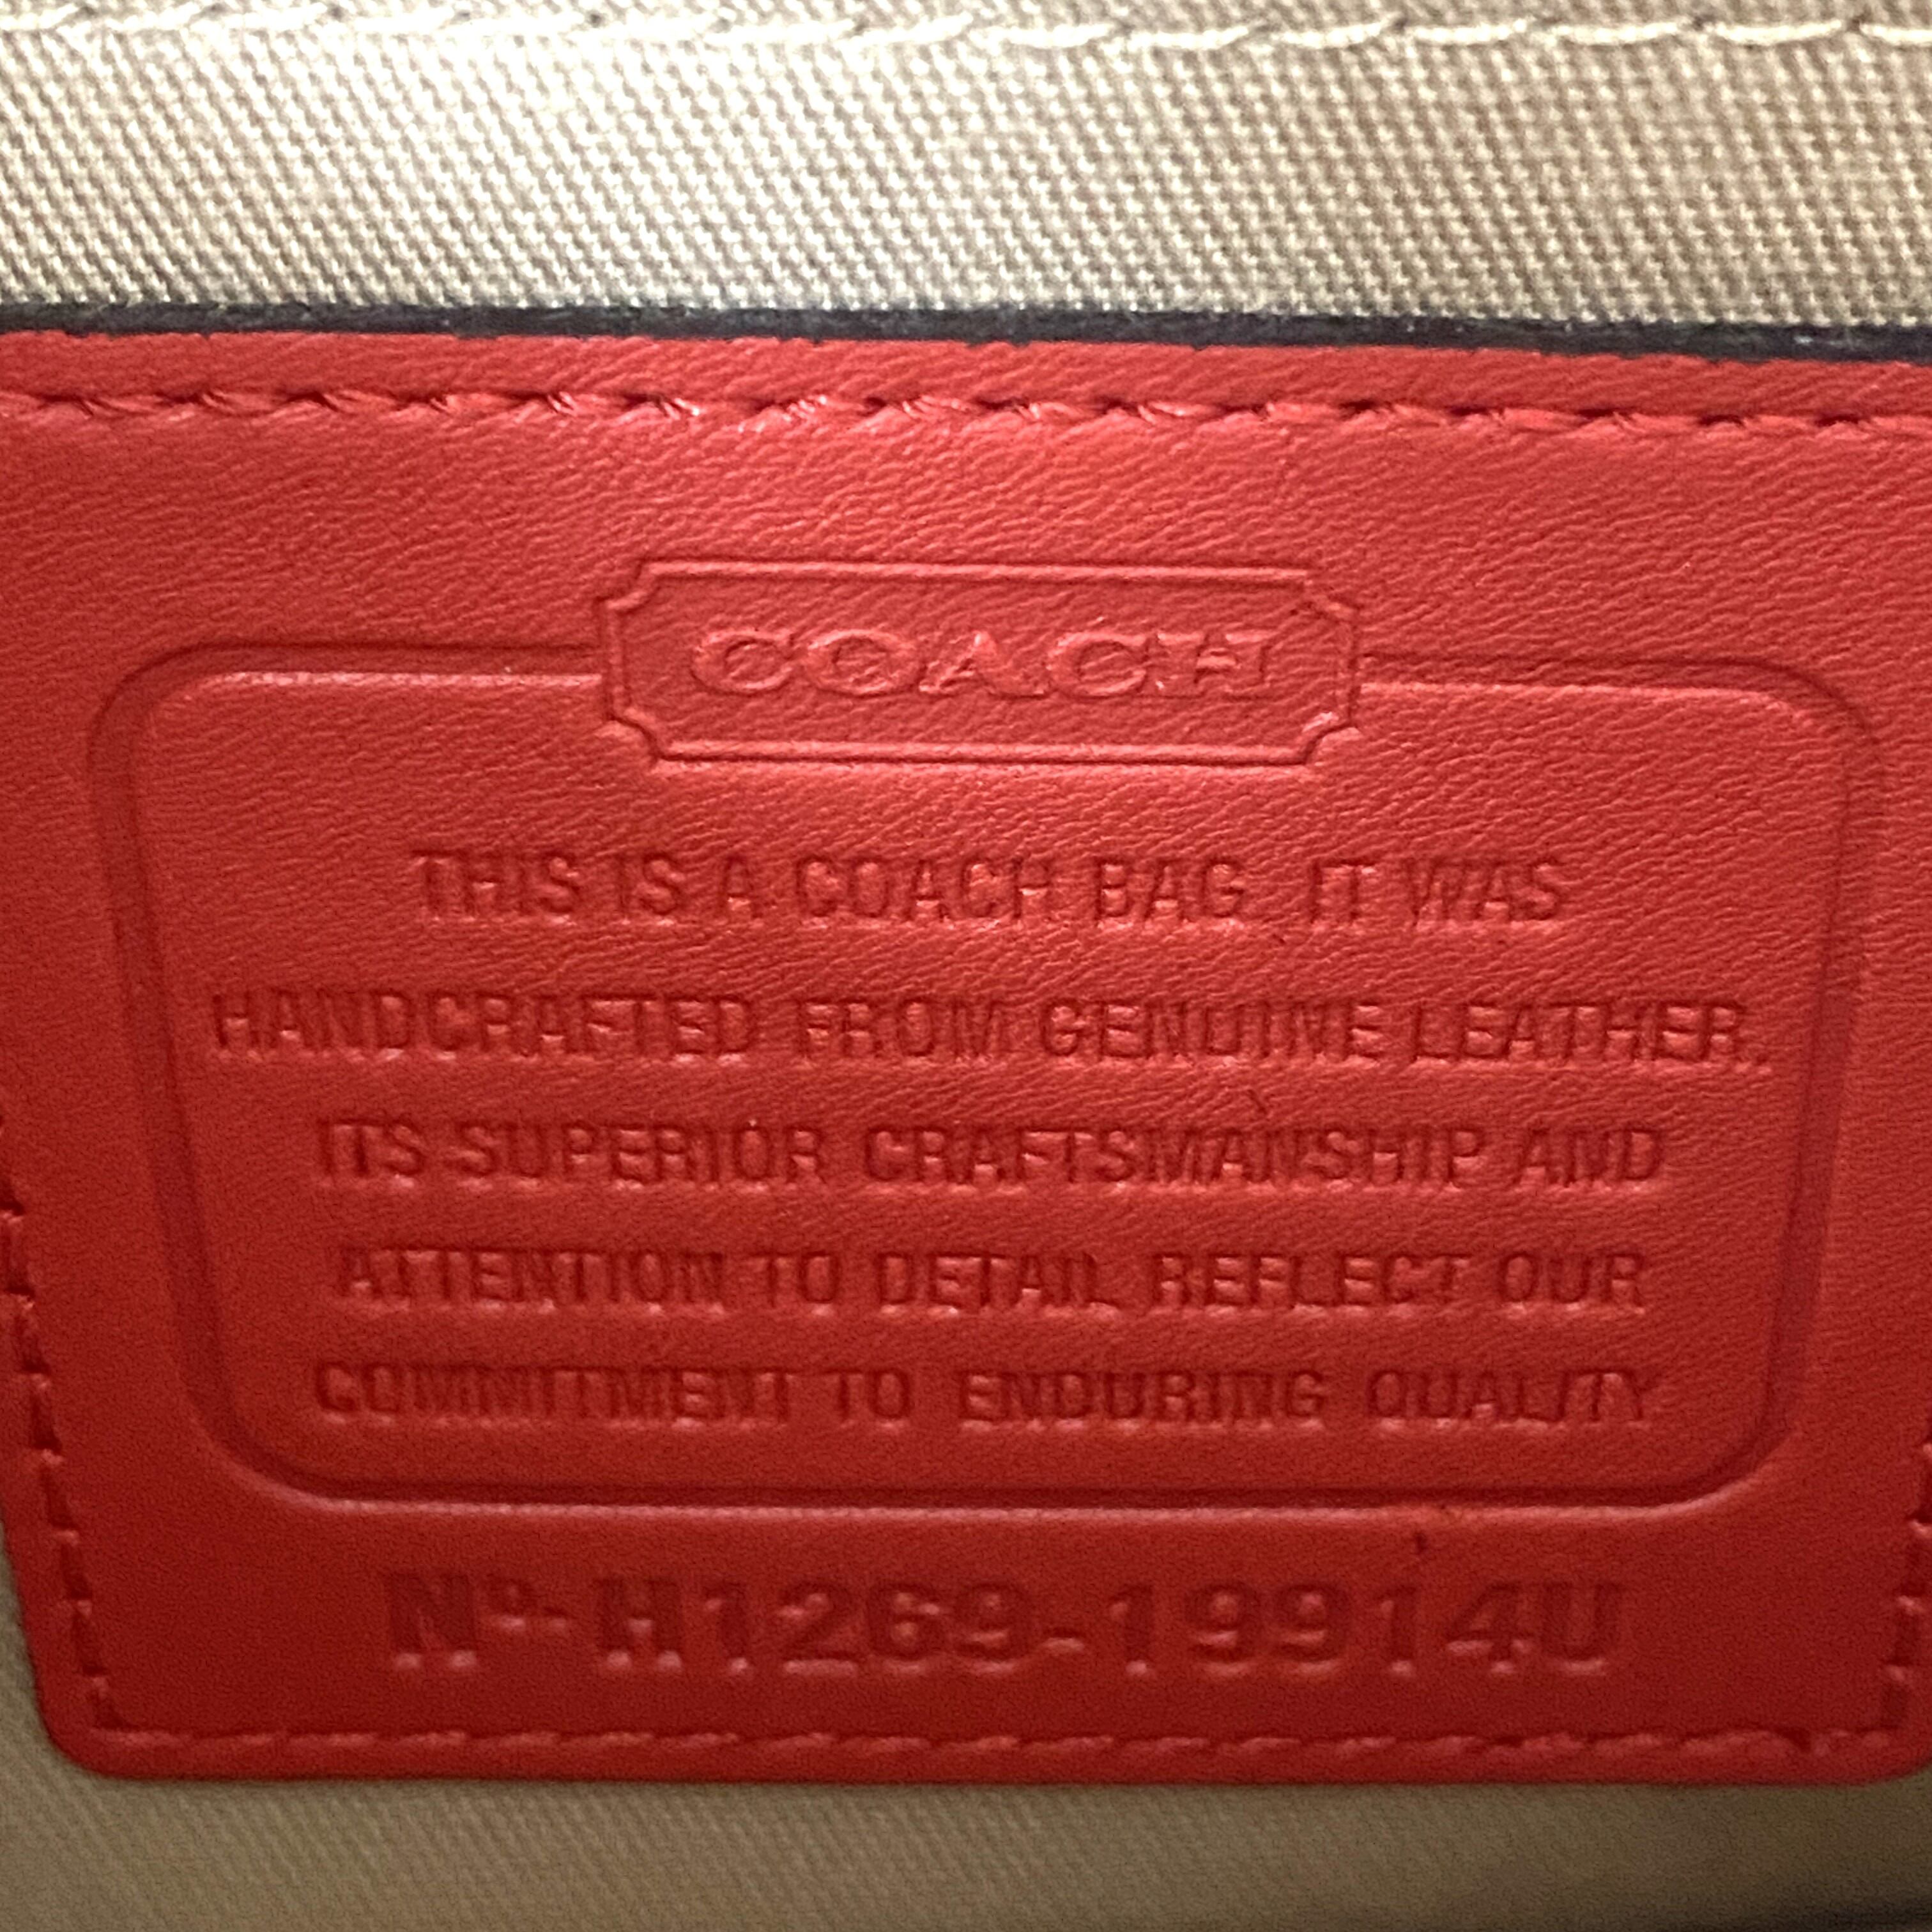 COACH
THIS IS A COACH BAG. IT WAS
HANDCRAFTED FROM GENUINE LEATHER.
ITS SUPERIOR CRAFTSMANSHIP AND
ATTENTION TO DETAIL REFLECT OUR
COMMITMENT TO ENDURING QUALITY
Nº- H1269-19914U